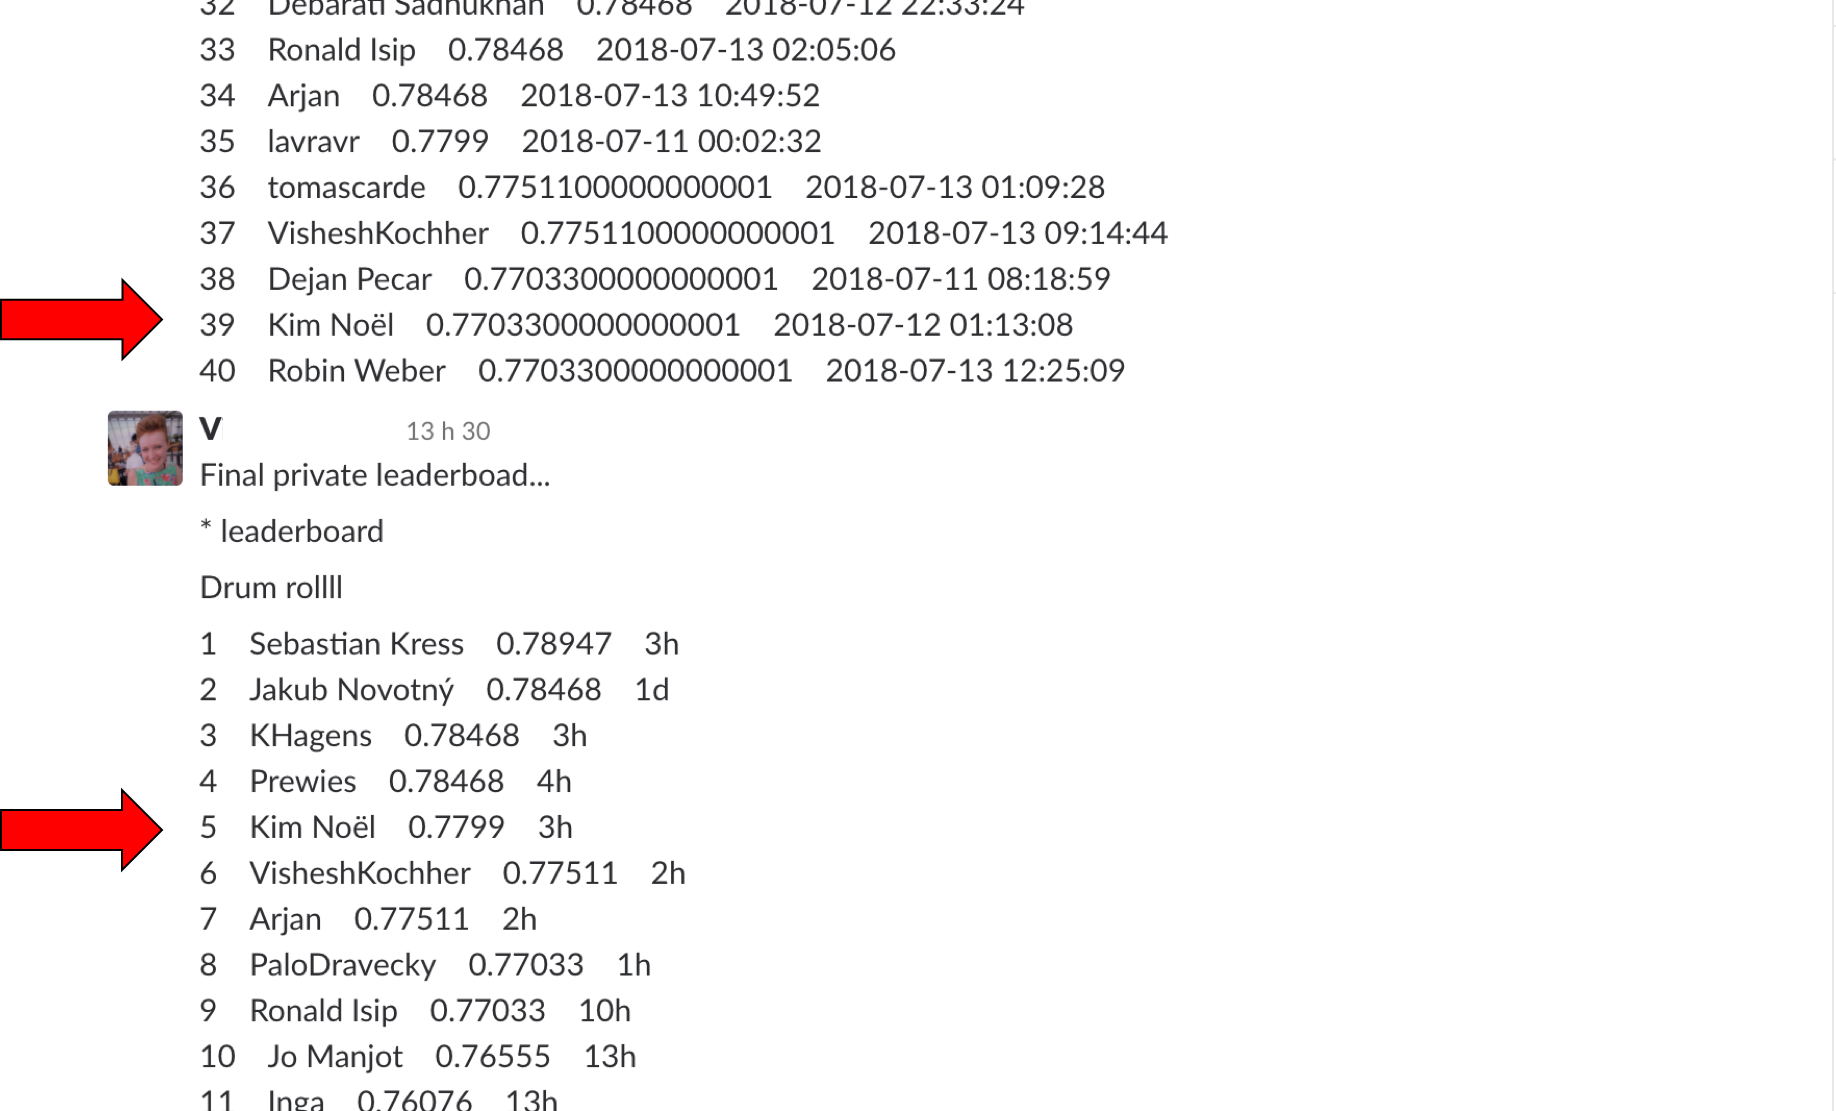 32 Debarati Sadhukhan 0.78468 2018-07-12 22:33:24
33 Ronald Isip 0.78468 2018-07-13 02:05:06
34 Arjan 0.78468 2018-07-13 10:49:52
35 lavravr 0.7799 2018-07-11 00:02:32
36 tomascarde 0.7751100000000001 2018-07-13 01:09:28
37 VisheshKochher 0.7751100000000001 2018-07-13 09:14:44
38 Dejan Pecar 0.7703300000000001 2018-07-11 08:18:59
39 Kim Noël 0.7703300000000001 2018-07-12 01:13:08
40 Robin Weber 0.7703300000000001 2018-07-13 12:25:09
V 13 h 30
Final private leaderboad...
* leaderboard
Drum rollll
1 Sebastian Kress 0.78947 3h
2 Jakub Novotný 0.78468 1d
3 KHagens 0.78468 3h
4 Prewies 0.78468 4h
5 Kim Noël 0.7799 3h
6 VisheshKochher 0.77511 2h
7 Arjan 0.77511 2h
8 PaloDravecky 0.77033 1h
9 Ronald Isip 0.77033 10h
10 Jo Manjot 0.76555 13h
11 Inga 0.76076 13h